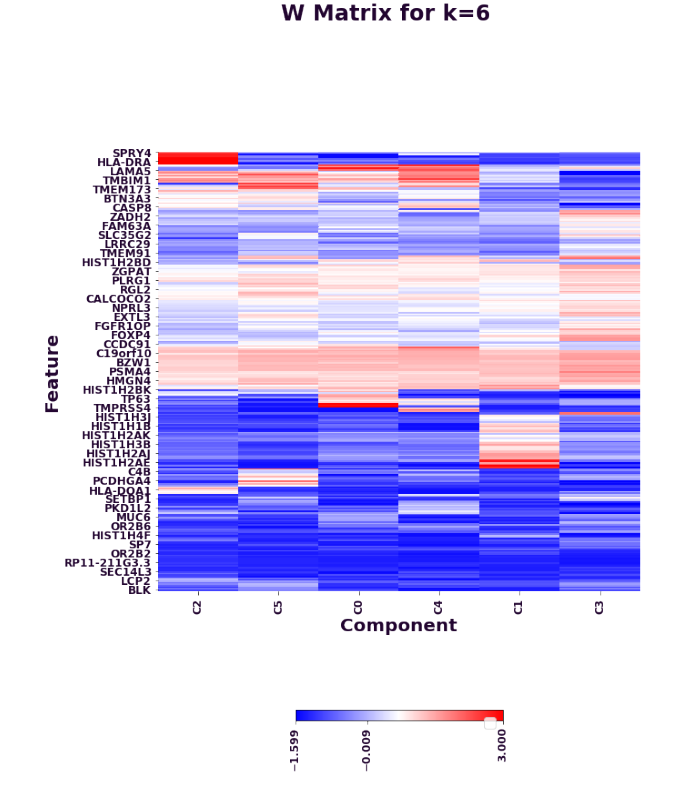 W Matrix for k=6
SPRY4
HLA-DRA
LAMA5
TMBIM1
TMEM173
BTN3A3
CASP8
ZADH2
FAM63A
SLC35G2
LRRC29
TMEM91
HIST1H2BD
ZGPAT
PLRG1
RGL2
CALCOCO2
NPRL3
EXTL3
FGFR1OP
FOXP4
CCDC91
C19orf10
BZW1
PSMA4
HMGN4
HIST1H2BK
TP63
TMPRSS4
HIST1H3J
HIST1H1B
HIST1H2AK
HIST1H3B
HIST1H2AJ
HIST1H2AE
C4B
PCDHGA4
HLA-DQA1
SETBP1
PKD1L2
MUC6
OR2B6
HIST1H4F
SP7
OR2B2
RP11-211G3.3
SEC14L3
LCP2
BLK
Feature
C2 C5 C0 C4 C1 C3
Component
−1.599 −0.009 3.000